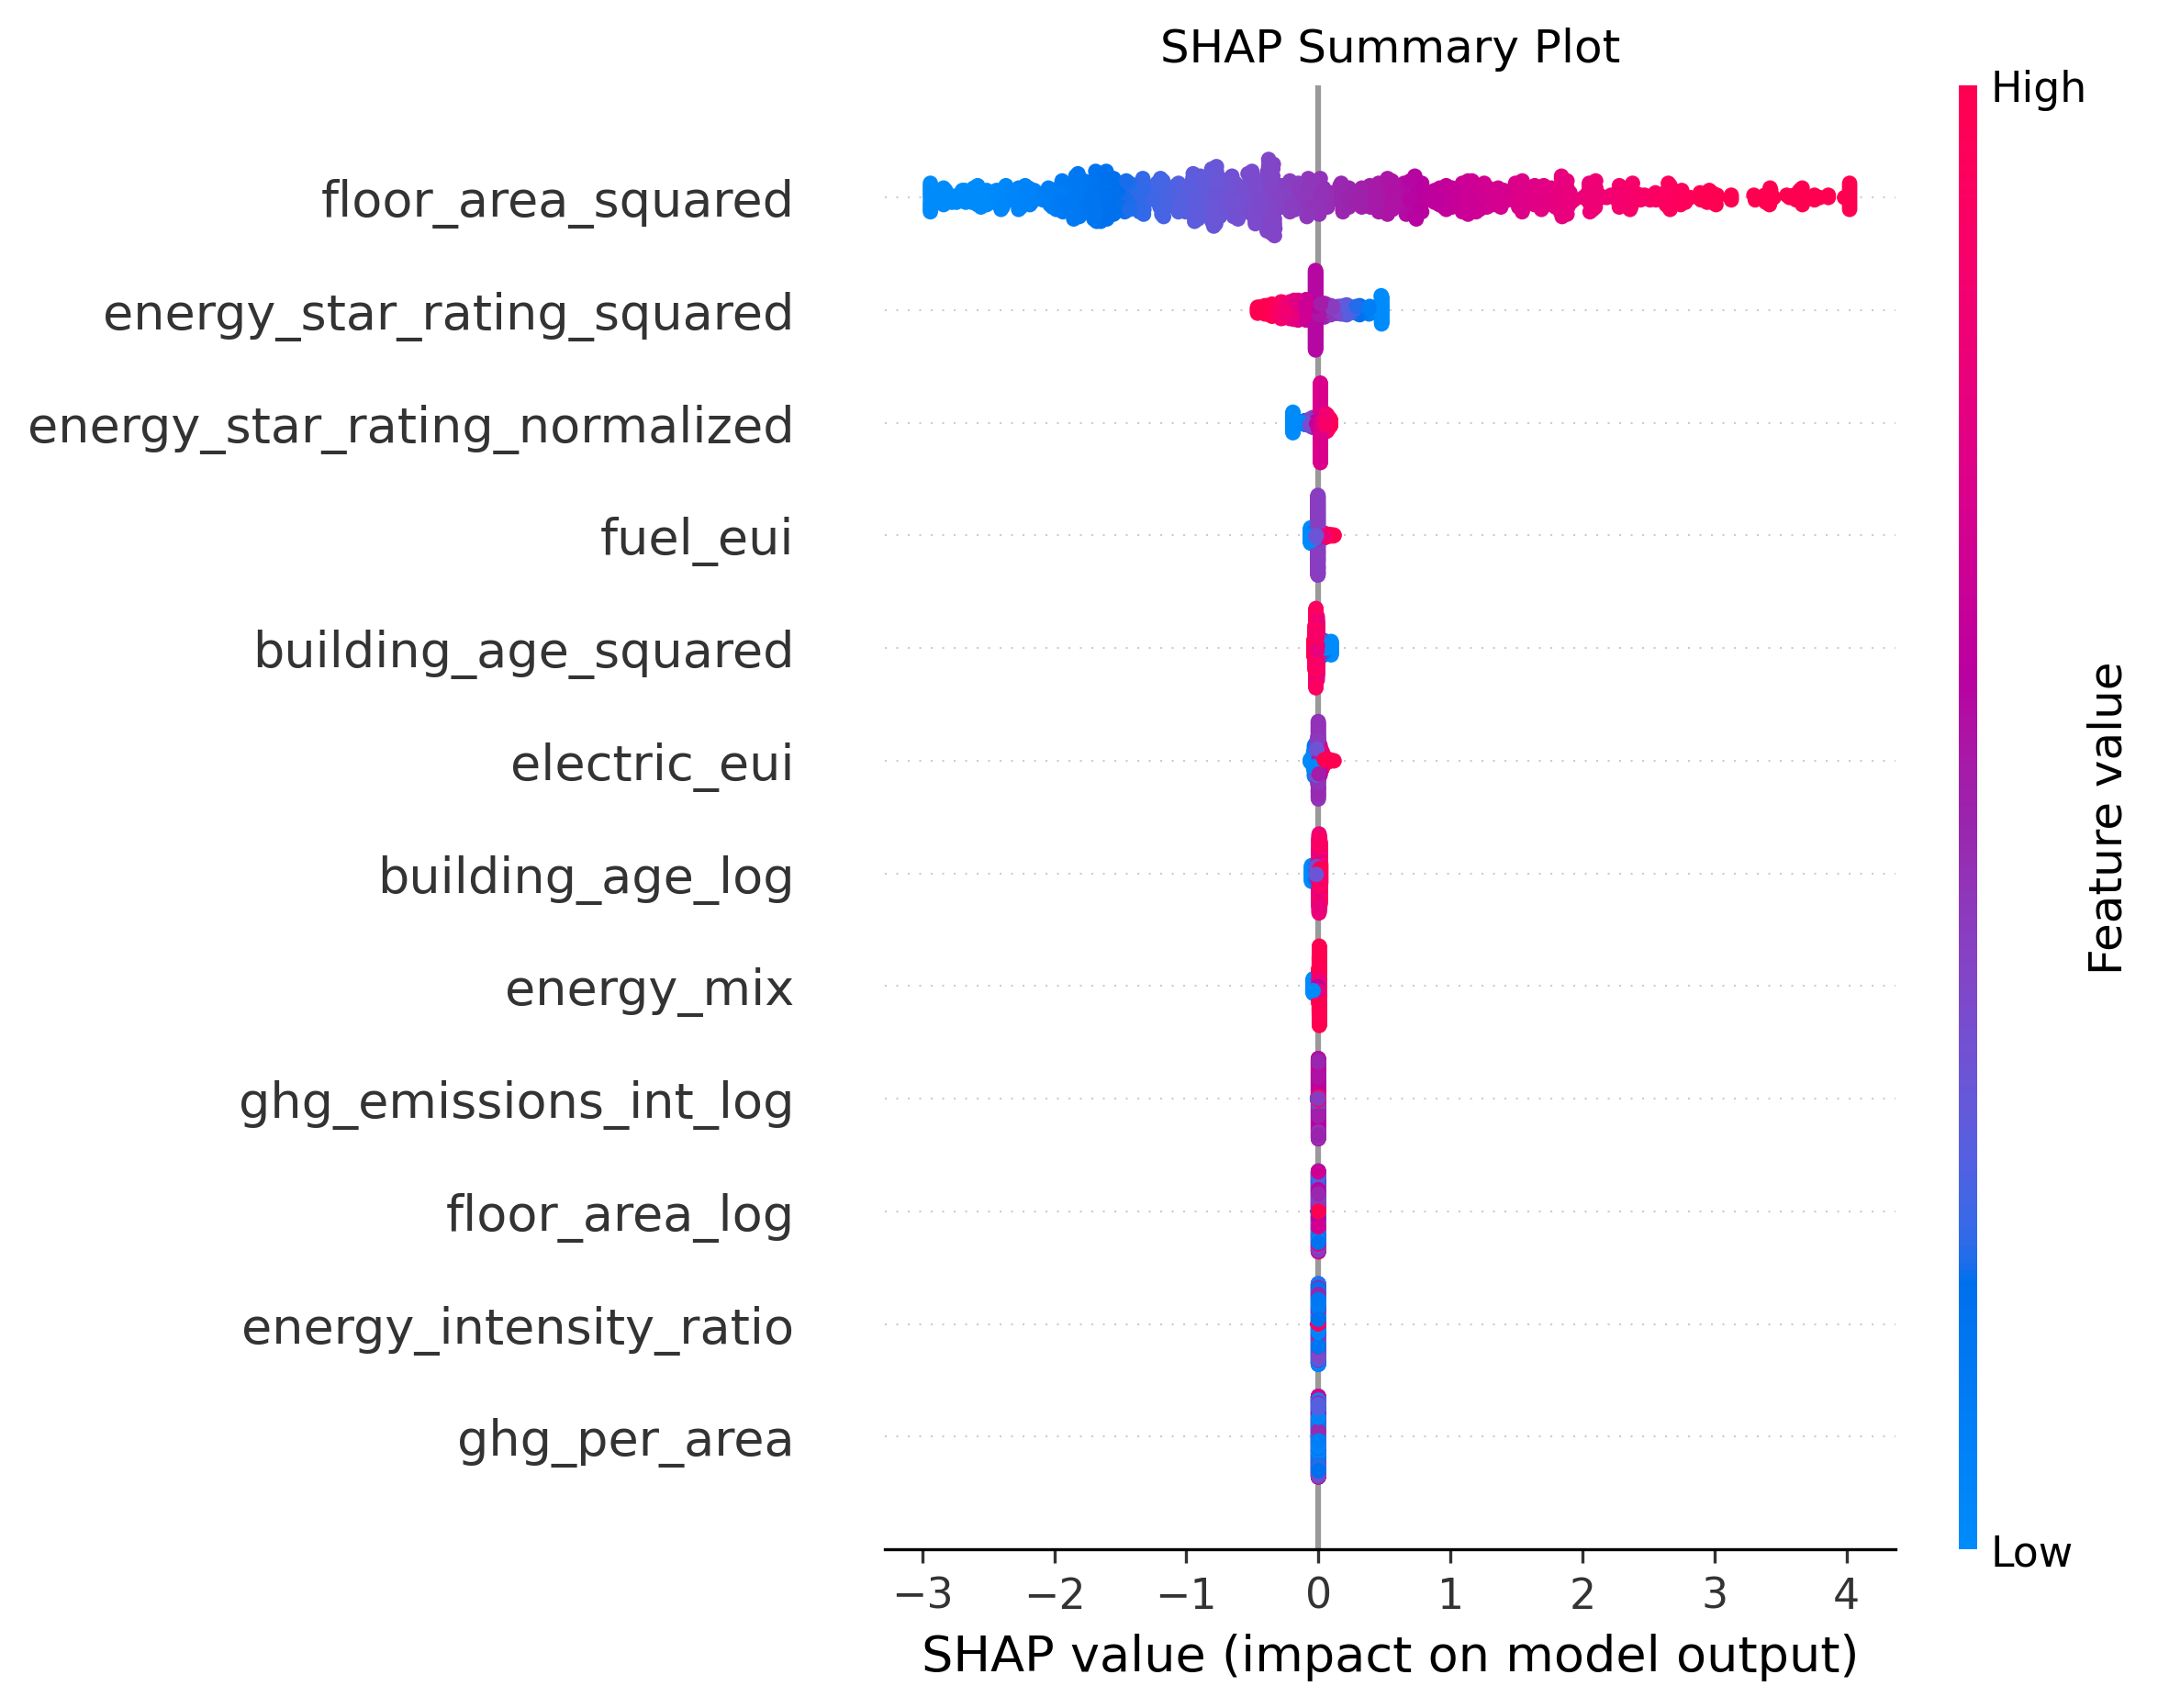 SHAP Summary Plot
High
floor_area_squared
energy_star_rating_squared
energy_star_rating_normalized
fuel_eui
building_age_squared
electric_eui
building_age_log
energy_mix
ghg_emissions_int_log
floor_area_log
energy_intensity_ratio
ghg_per_area
Feature value
Low
−3 −2 −1 0 1 2 3 4
SHAP value (impact on model output)